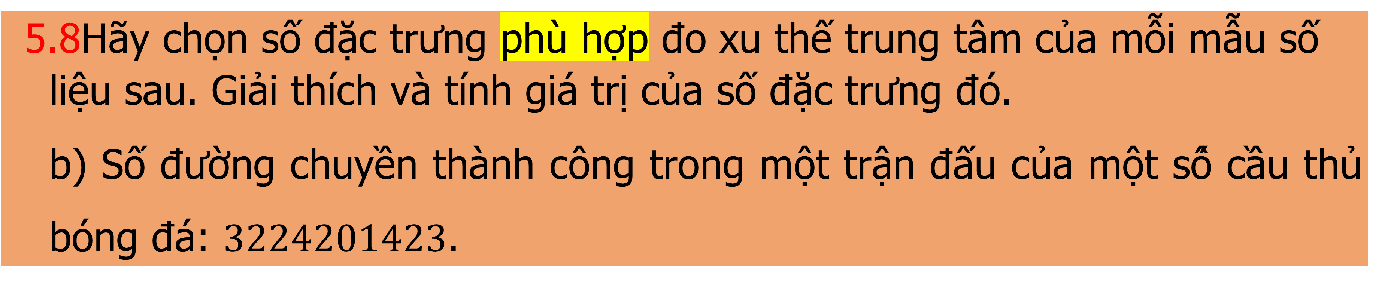 5.8Hãy chọn số đặc trưng phù hợp đo xu thế trung tâm của mỗi mẫu số
liệu sau. Giải thích và tính giá trị của số đặc trưng đó.
b) Số đường chuyền thành công trong một trận đấu của một số cầu thủ
bóng đá: 3224201423.